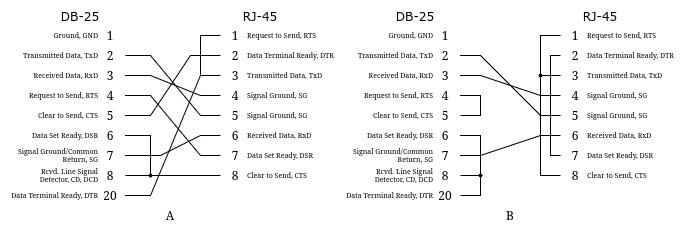 DB-25 RJ-45 DB-25 RJ-45
Ground, GND 1 1 Request to Send, RTS Ground, GND 1 1 Request to Send, RTS
Transmitted Data, TxD 2 2 Data Terminal Ready, DTR Transmitted Data, TxD 2 2 Data Terminal Ready, DTR
Received Data, RxD 3 3 Transmitted Data, TxD Received Data, RxD 3 3 Transmitted Data, TxD
Request to Send, RTS 4 4 Signal Ground, SG Request to Send, RTS 4 4 Signal Ground, SG
Clear to Send, CTS 5 5 Signal Ground, SG Clear to Send, CTS 5 5 Signal Ground, SG
Data Set Ready, DSR 6 6 Received Data, RxD Data Set Ready, DSR 6 6 Received Data, RxD
Signal Ground/Common
Return, SG 7 7 Data Set Ready, DSR Signal Ground/Common
Return, SG 7 7 Data Set Ready, DSR
Rcvd. Line Signal
Detector, CD, DCD 8 8 Clear to Send, CTS Rcvd. Line Signal
Detector, CD, DCD 8 8 Clear to Send, CTS
Data Terminal Ready, DTR 20 Data Terminal Ready, DTR 20
A B